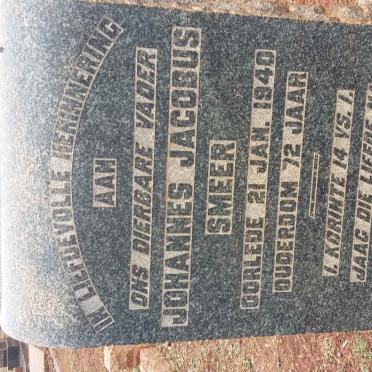 IN LIEFDEVOLLE HERINNERING
AAN
ONS DIERBARE VADER
JOHANNES JACOBUS
SMEER
OORLEDE 21 JAN. 1940
OUDERDOM 72 JAAR
I. KORINTE 14 VS. 1.
JAAG DIE LIEFDE